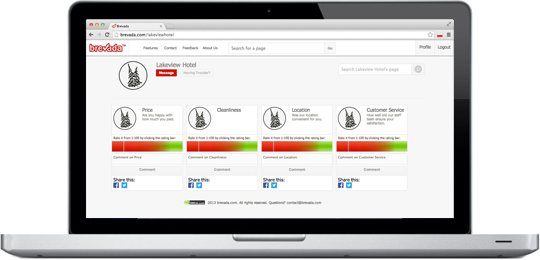 Brevada
brevada.com/lakeviewhotel
brevada™
Features Contact Feedback About Us
Search for a page
Go
Profile Logout
Lakeview Hotel
Message
Having Trouble?
Search Lakeview Hotel's page
Price
Are you happy with
how much you paid.
Rate it from 1-100 by clicking the rating bar.
Comment on Price
Comment
Share this:
Cleanliness
Rate it from 1-100 by clicking the rating bar.
Comment on Cleanliness
Comment
Share this:
Location
Was our location
convenient for you.
Rate it from 1-100 by clicking the rating bar.
Comment on Location
Comment
Share this:
Customer Service
How well did our staff
team ensure your
satisfaction.
Rate it from 1-100 by clicking the rating bar.
Comment on Customer Service
Comment
Share this:
2013 brevada.com. All rights reserved. Questions? contact@brevada.com